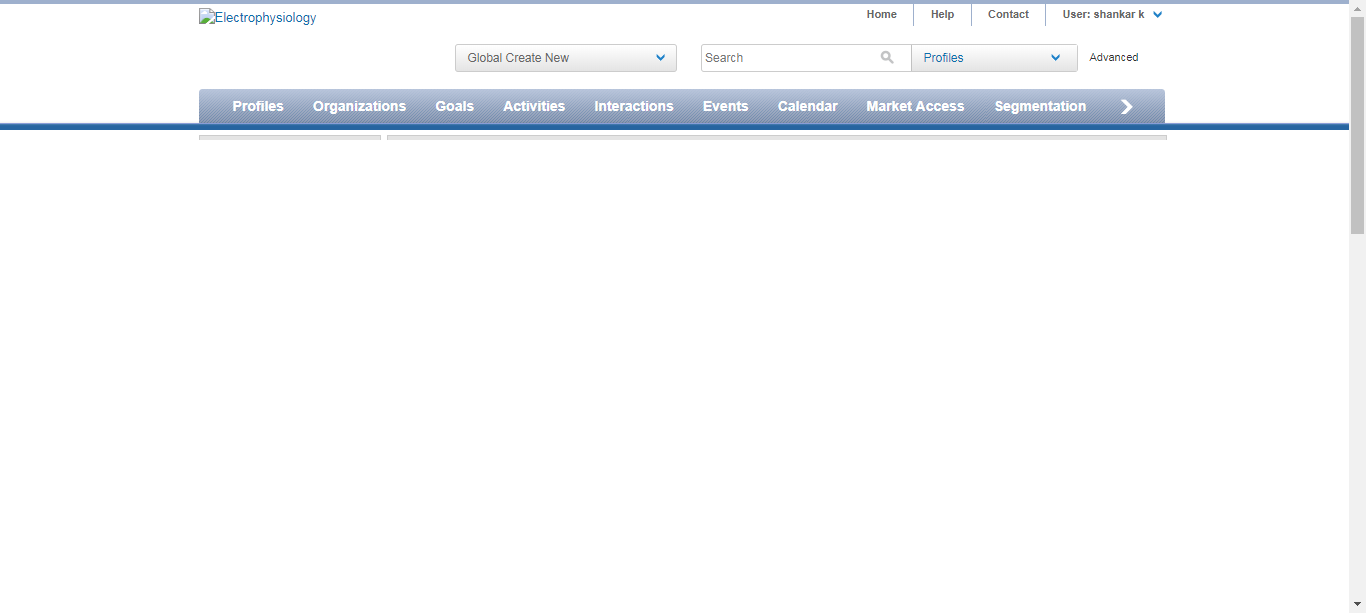 Electrophysiology
Home Help Contact User: shankar k
Global Create New Search Profiles Advanced
Profiles Organizations Goals Activities Interactions Events Calendar Market Access Segmentation